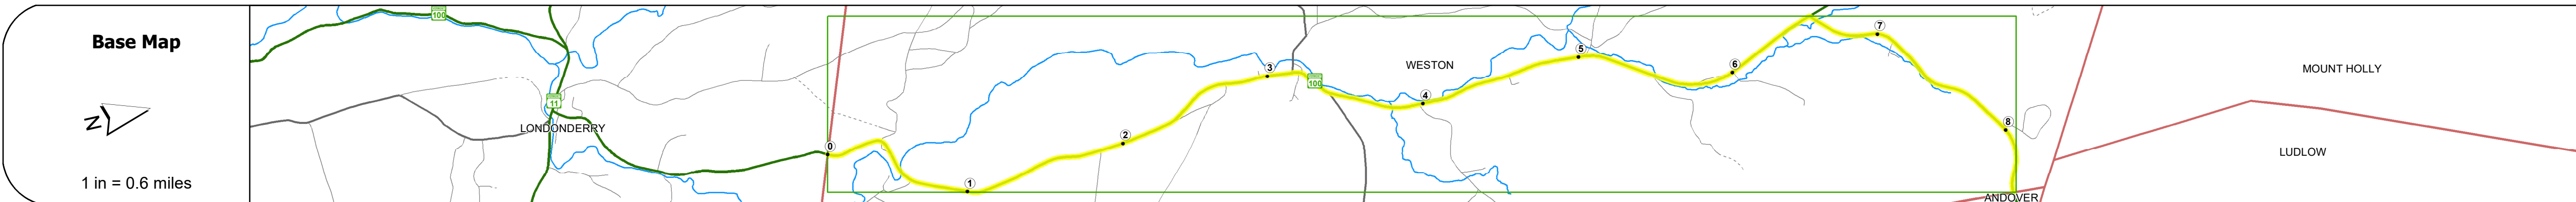 Base Map
N
1 in = 0.6 miles
100
11
LONDONDERRY
0
1
2
3
100
WESTON
4
5
6
7
8
MOUNT HOLLY
LUDLOW
ANDOVER